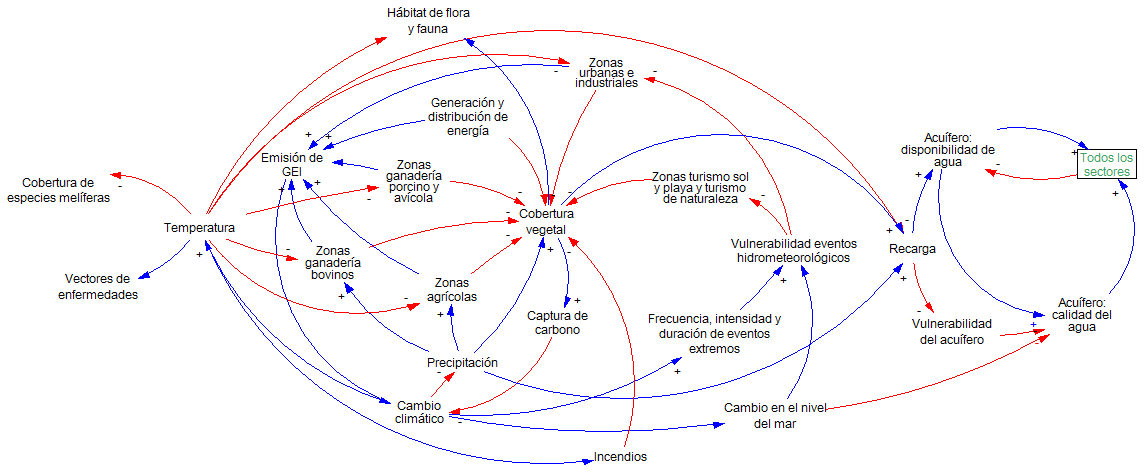 Hábitat de flora
y fauna
Zonas
urbanas e
industriales
Generación y
distribución de
energía
Emisión de
GEI
Zonas
ganadería
porcino y
avícola
Zonas turismo sol
y playa y turismo
de naturaleza
Acuífero:
disponibilidad de
agua
Todos los
sectores
Cobertura de
especies melíferas
Temperatura
Cobertura
vegetal
Vulnerabilidad eventos
hidrometeorológicos
Recarga
Vectores de
enfermedades
Zonas
ganadería
bovinos
Zonas
agrícolas
Captura de
carbono
Frecuencia, intensidad y
duración de eventos
extremos
Vulnerabilidad
del acuífero
Acuífero:
calidad del
agua
Precipitación
Cambio
climático
Cambio en el nivel
del mar
Incendios